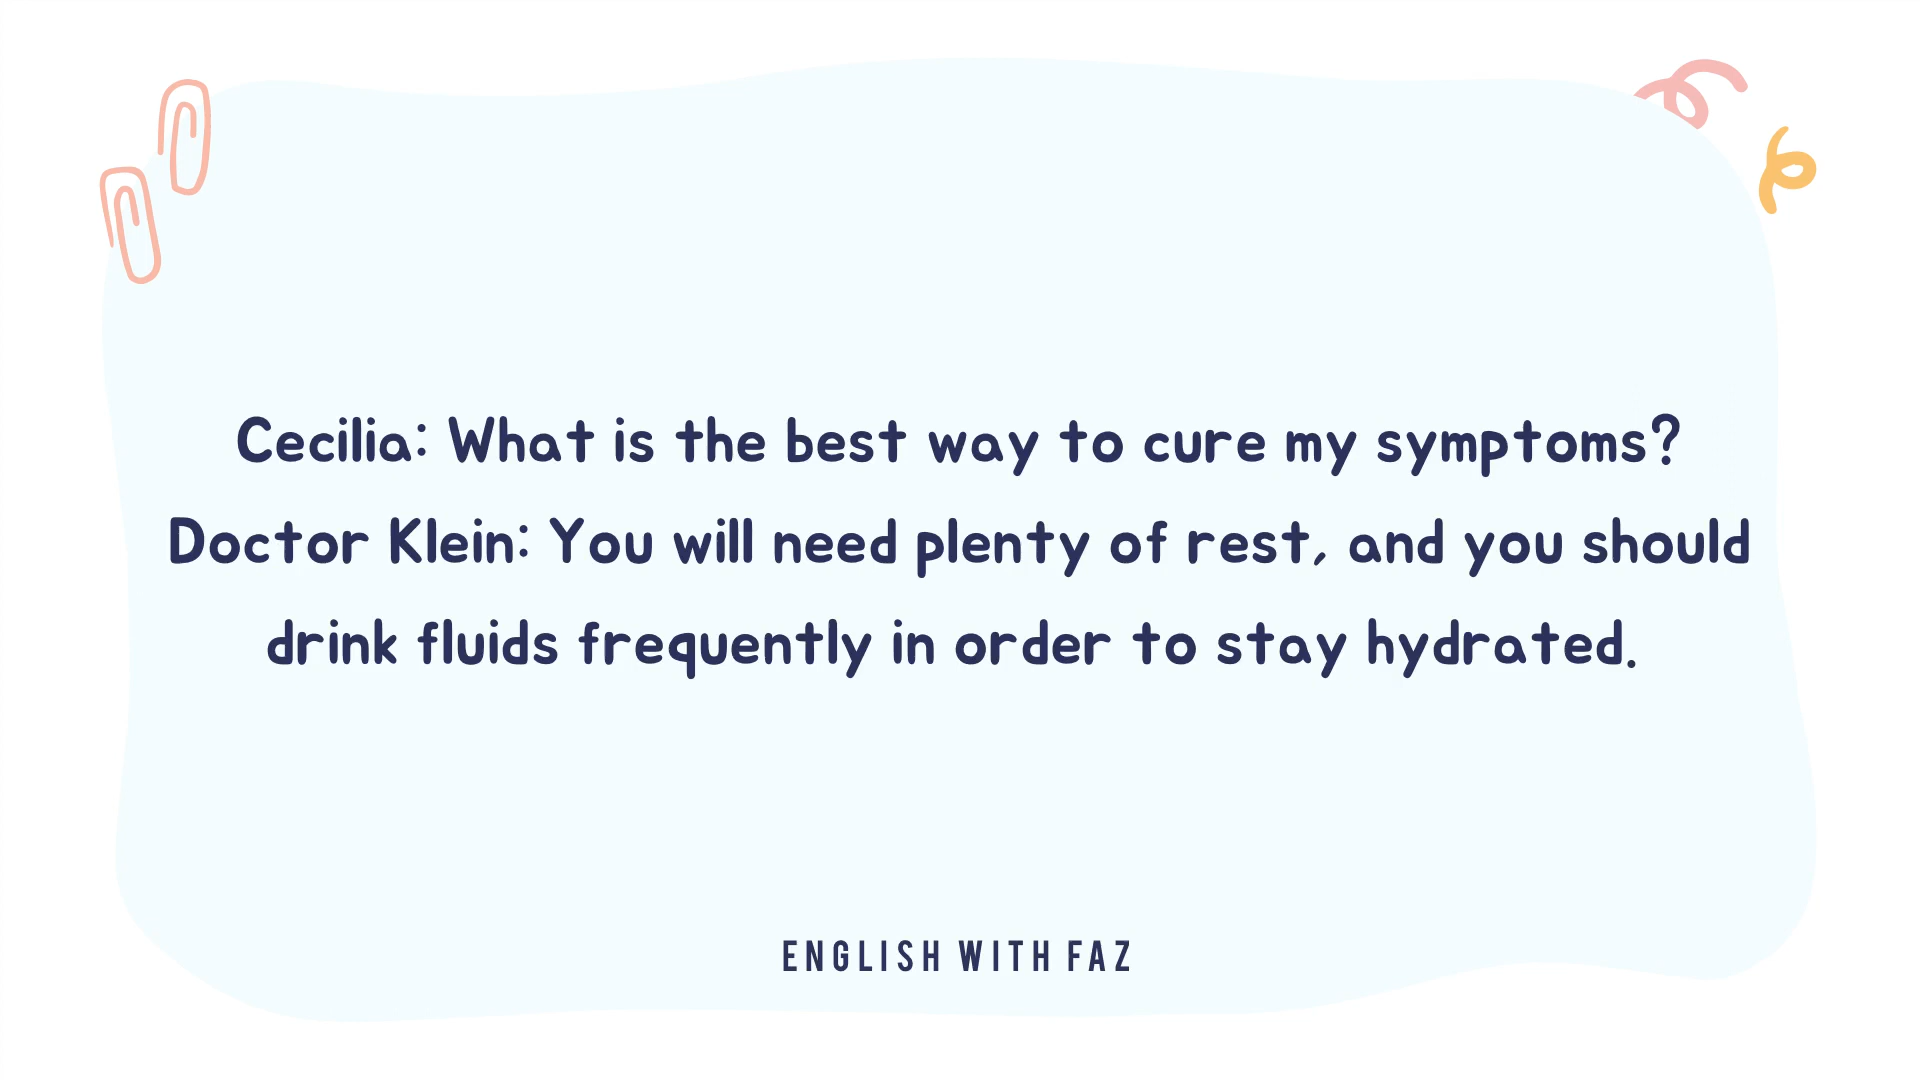 Cecilia: What is the best way to cure my symptoms?
Doctor Klein: You will need plenty of rest, and you should
drink fluids frequently in order to stay hydrated.
ENGLISH WITH FAZ